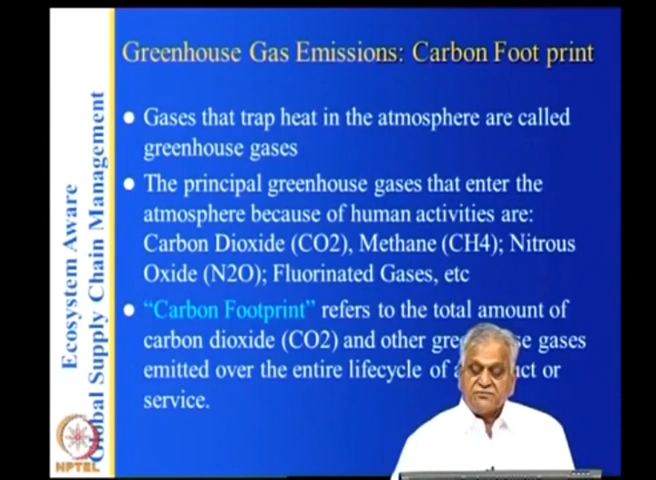 Greenhouse Gas Emissions: Carbon Foot print
Gases that trap heat in the atmosphere are called
greenhouse gases
The principal greenhouse gases that enter the
atmosphere because of human activities are:
Carbon Dioxide (CO2), Methane (CH4); Nitrous
Oxide (N2O); Fluorinated Gases, etc
“Carbon Footprint” refers to the total amount of
carbon dioxide (CO2) and other gases
emitted over the entire lifecycle of or
service.
Ecosystem Aware
Global Supply Chain Management
NPTEL